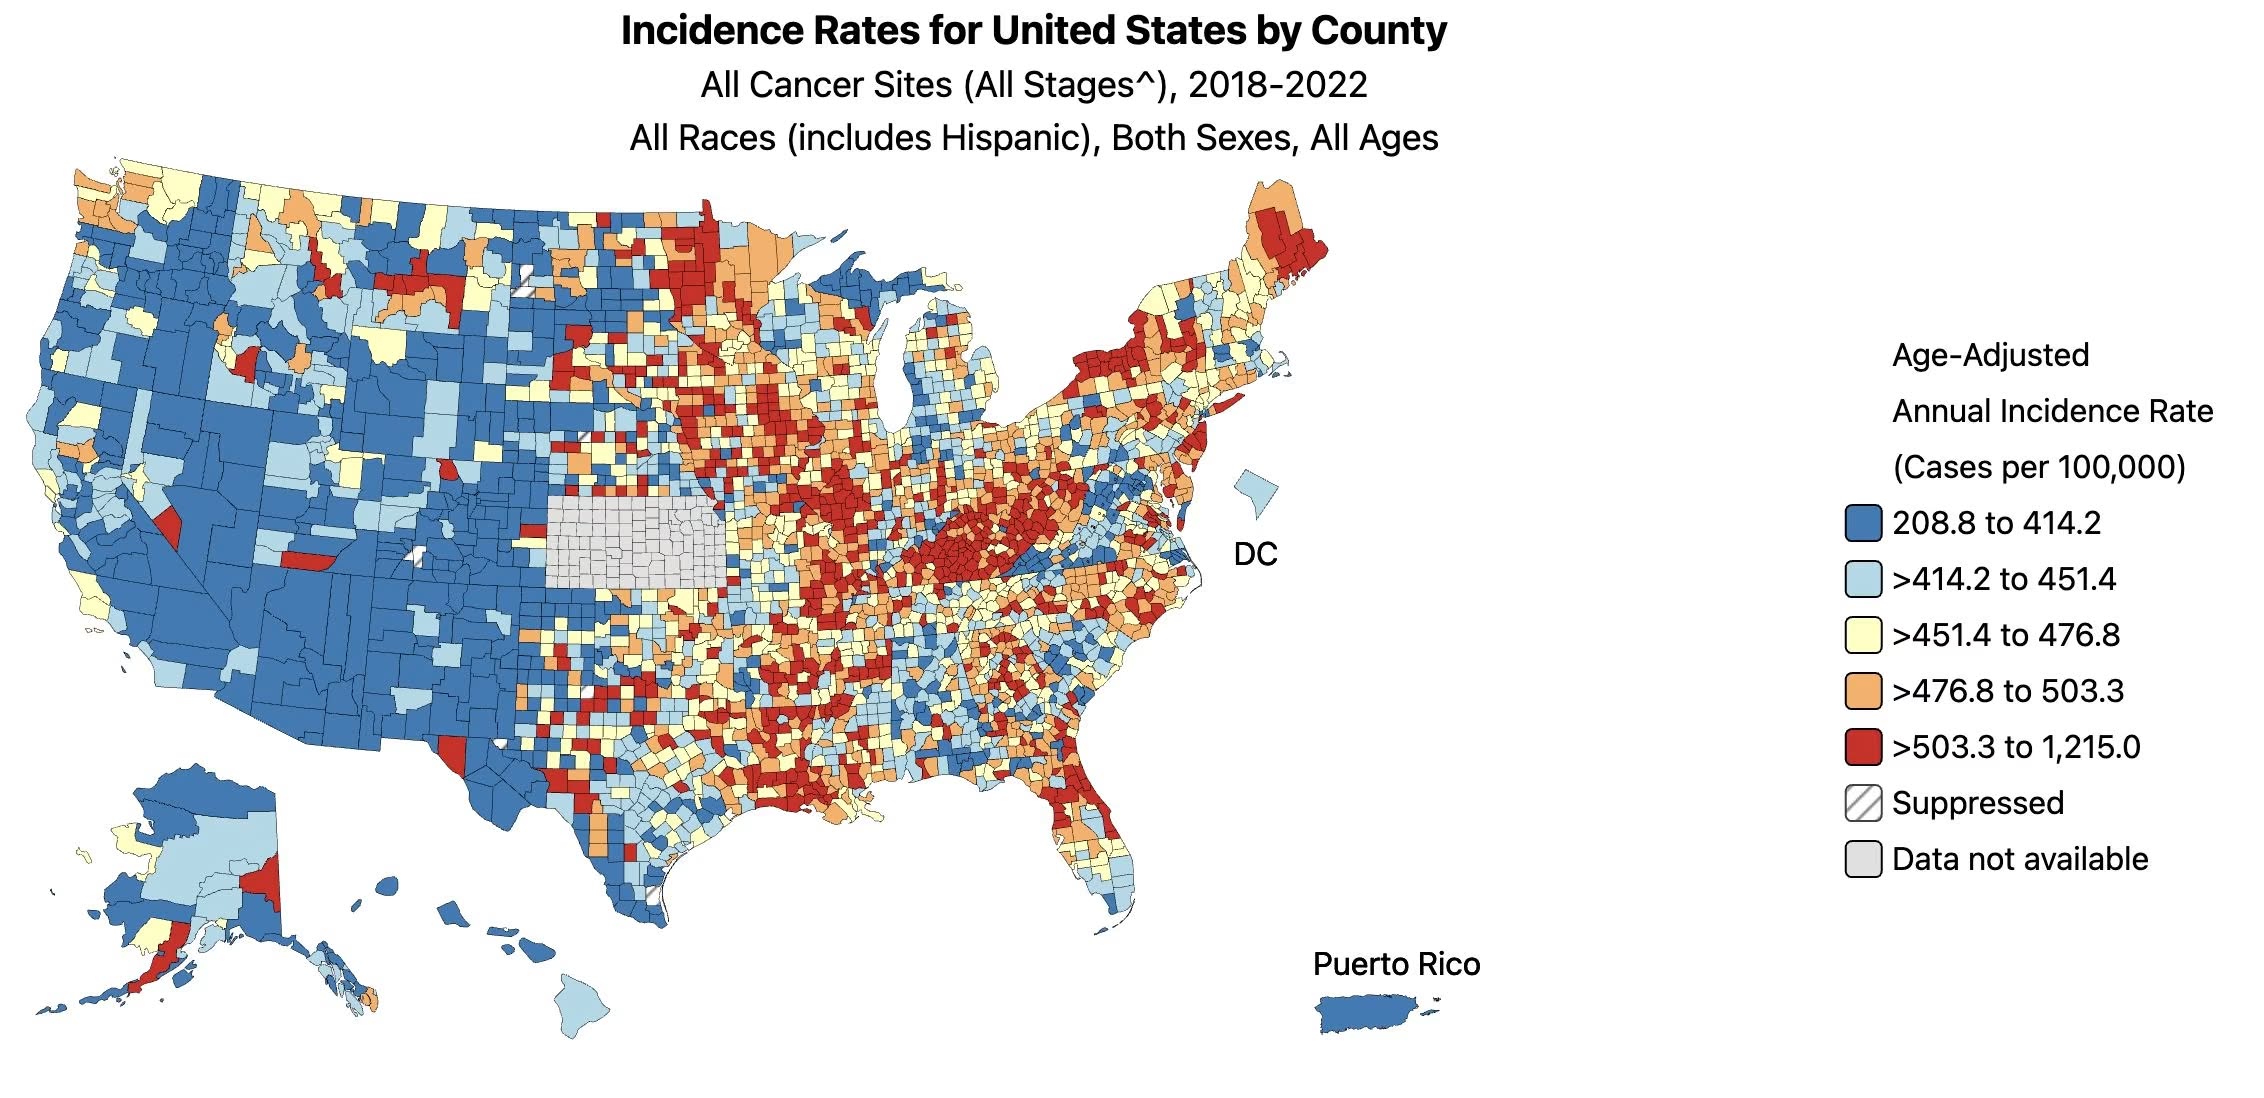 Incidence Rates for United States by County
All Cancer Sites (All Stages^), 2018-2022
All Races (includes Hispanic), Both Sexes, All Ages
DC
Puerto Rico
Age-Adjusted
Annual Incidence Rate
(Cases per 100,000)
208.8 to 414.2
>414.2 to 451.4
>451.4 to 476.8
>476.8 to 503.3
>503.3 to 1,215.0
Suppressed
Data not available